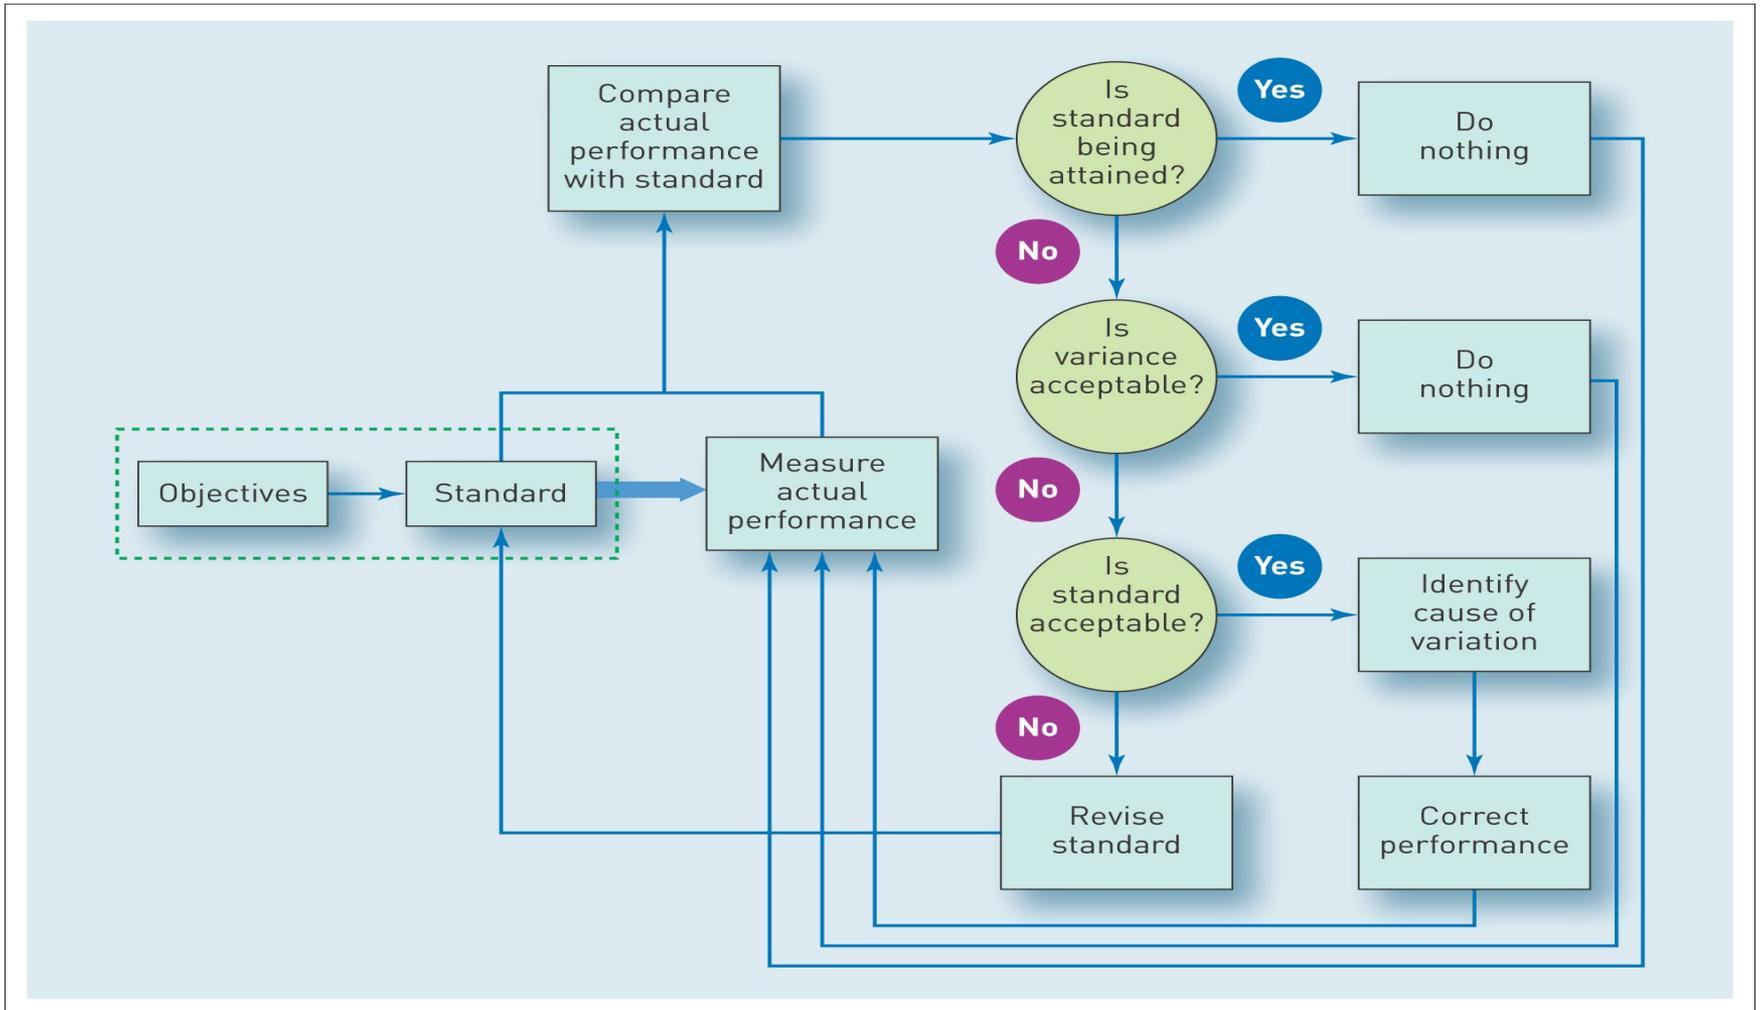 Compare
actual
performance
with standard
Is
standard
being
attained?
Yes
Do
nothing
No
Is
variance
acceptable?
Yes
Do
nothing
Objectives
Standard
Measure
actual
performance
No
Is
standard
acceptable?
Yes
Identify
cause of
variation
No
Revise
standard
Correct
performance